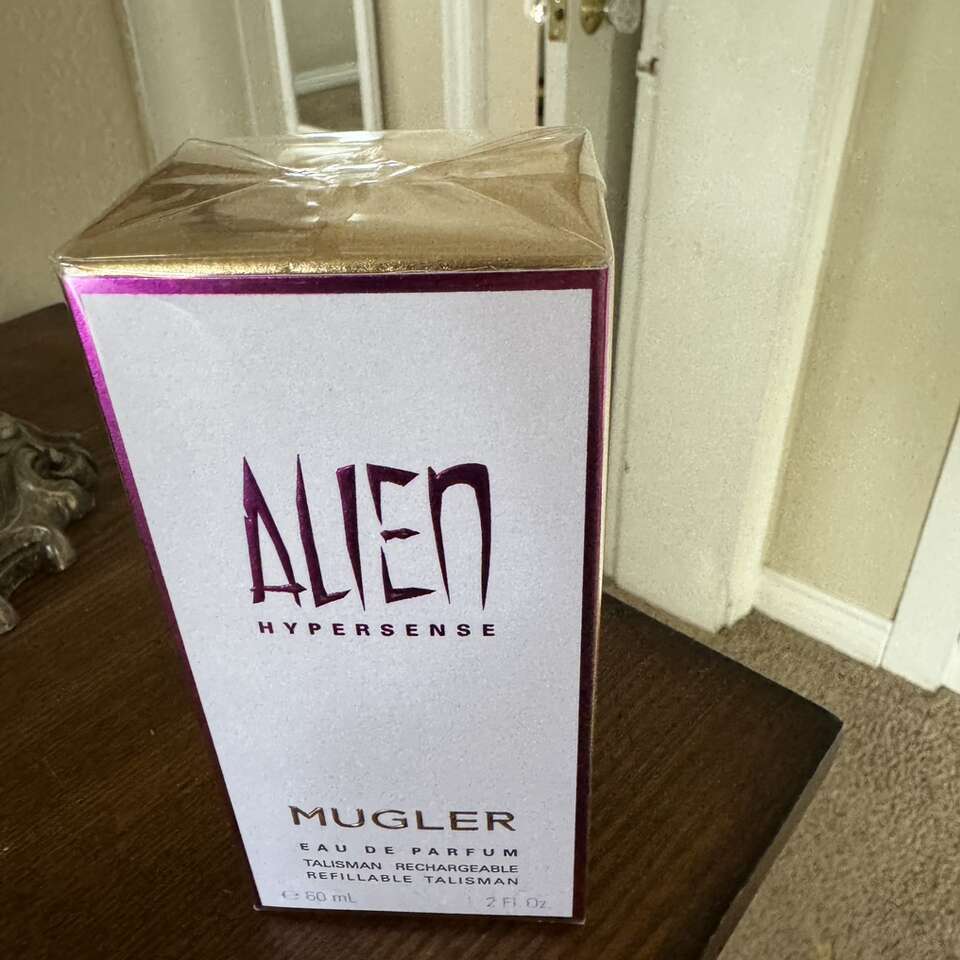 ALIEN
HYPERSENSE
MUGLER
EAU DE PARFUM
TALISMAN RECHARGEABLE
REFILLABLE TALISMAN
℮ 60 mL 2 Fl. Oz.